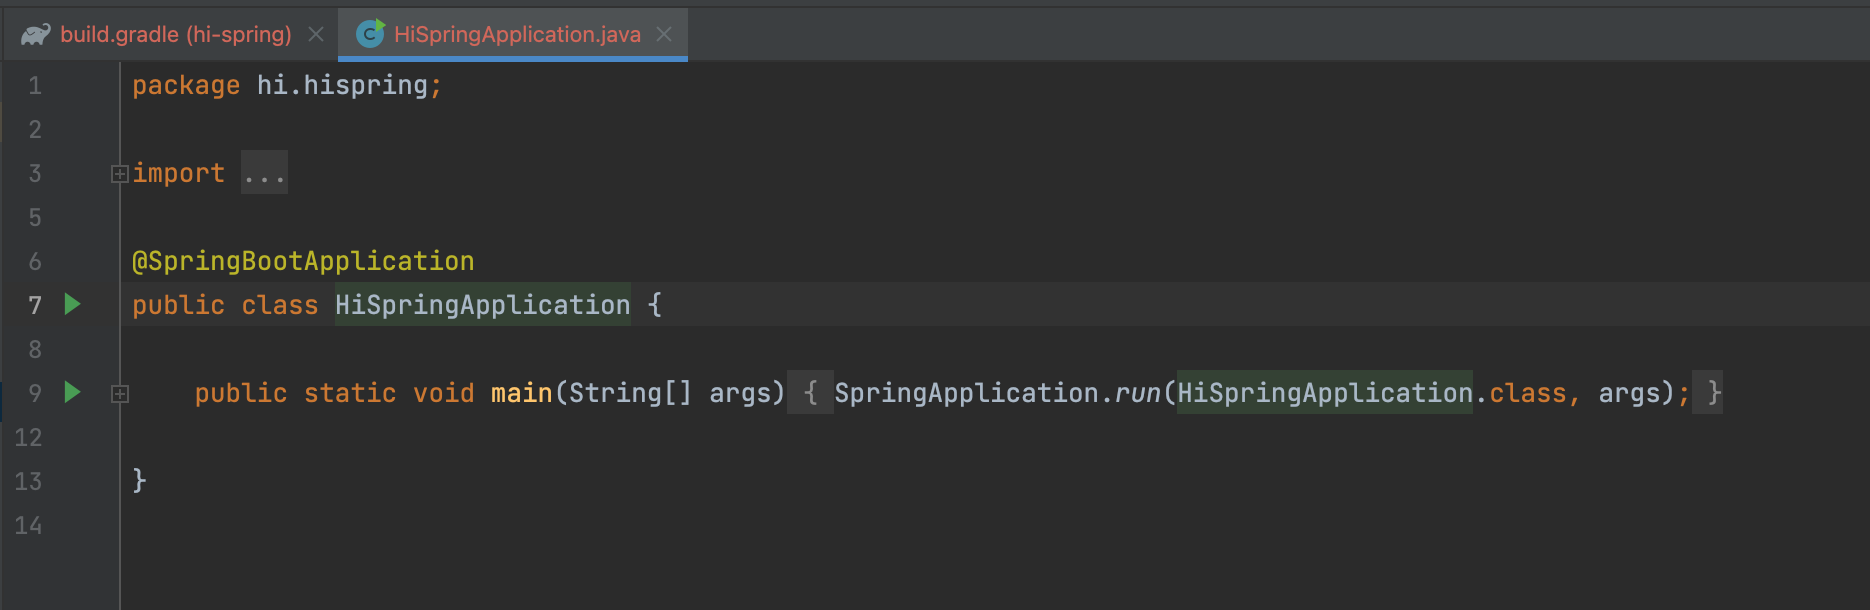 build.gradle (hi-spring) HiSpringApplication.java
1 package hi.hispring;
2
3 import ...
5
6 @SpringBootApplication
7 public class HiSpringApplication {
8
9 public static void main(String[] args) { SpringApplication.run(HiSpringApplication.class, args); }
12
13 }
14